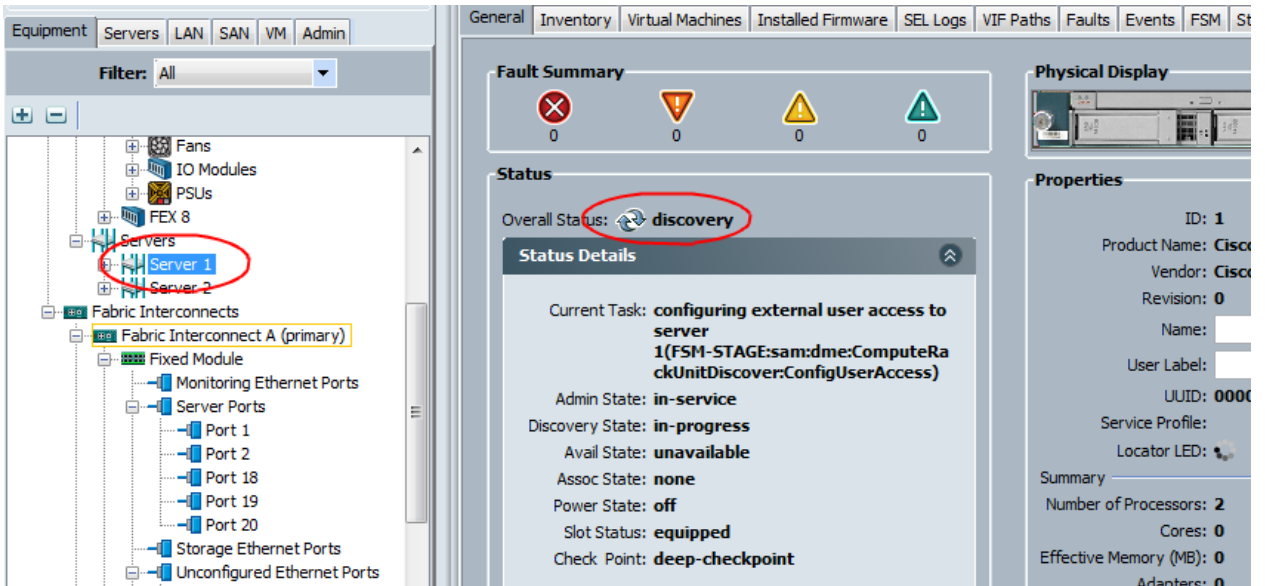 Equipment Servers LAN SAN VM Admin
Filter: All
Fans
IO Modules
PSUs
FEX 8
Servers
Server 1
Server 2
Fabric Interconnects
Fabric Interconnect A (primary)
Fixed Module
Monitoring Ethernet Ports
Server Ports
Port 1
Port 2
Port 18
Port 19
Port 20
Storage Ethernet Ports
Unconfigured Ethernet Ports
General Inventory Virtual Machines Installed Firmware SEL Logs VIF Paths Faults Events FSM St
Fault Summary
0 0 0 0
Status
Overall Status: discovery
Status Details
Current Task: configuring external user access to
server
1(FSM-STAGE:sam:dme:ComputeRa
ckUnitDiscover:ConfigUserAccess)
Admin State: in-service
Discovery State: in-progress
Avail State: unavailable
Assoc State: none
Power State: off
Slot Status: equipped
Check Point: deep-checkpoint
Physical Display
Properties
ID: 1
Product Name: Cisc
Vendor: Cisc
Revision: 0
Name:
User Label:
UUID: 0000
Service Profile:
Locator LED:
Summary
Number of Processors: 2
Cores: 0
Effective Memory (MB): 0
Adapters: 0